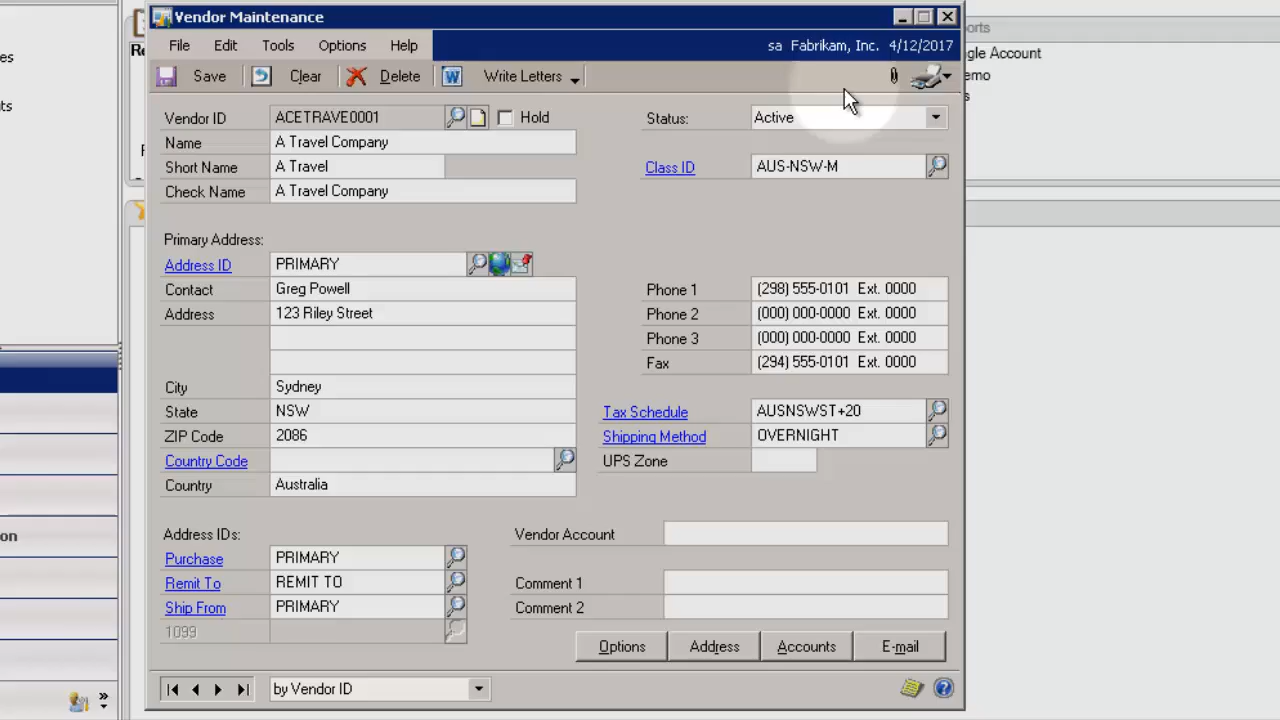 Vendor Maintenance
File Edit Tools Options Help
sa Fabrikam, Inc. 4/12/2017
Save Clear Delete Write Letters
Vendor ID ACETRAVE0001 Hold Status: Active
Name A Travel Company
Short Name A Travel Class ID AUS-NSW-M
Check Name A Travel Company
Primary Address:
Address ID PRIMARY
Contact Greg Powell Phone 1 (298) 555-0101 Ext. 0000
Address 123 Riley Street Phone 2 (000) 000-0000 Ext. 0000
Phone 3 (000) 000-0000 Ext. 0000
Fax (294) 555-0101 Ext. 0000
City Sydney
State NSW Tax Schedule AUSNSWST+20
ZIP Code 2086 Shipping Method OVERNIGHT
Country Code UPS Zone
Country Australia
Address IDs: Vendor Account
Purchase PRIMARY
Remit To REMIT TO Comment 1
Ship From PRIMARY Comment 2
1099
Options Address Accounts E-mail
by Vendor ID